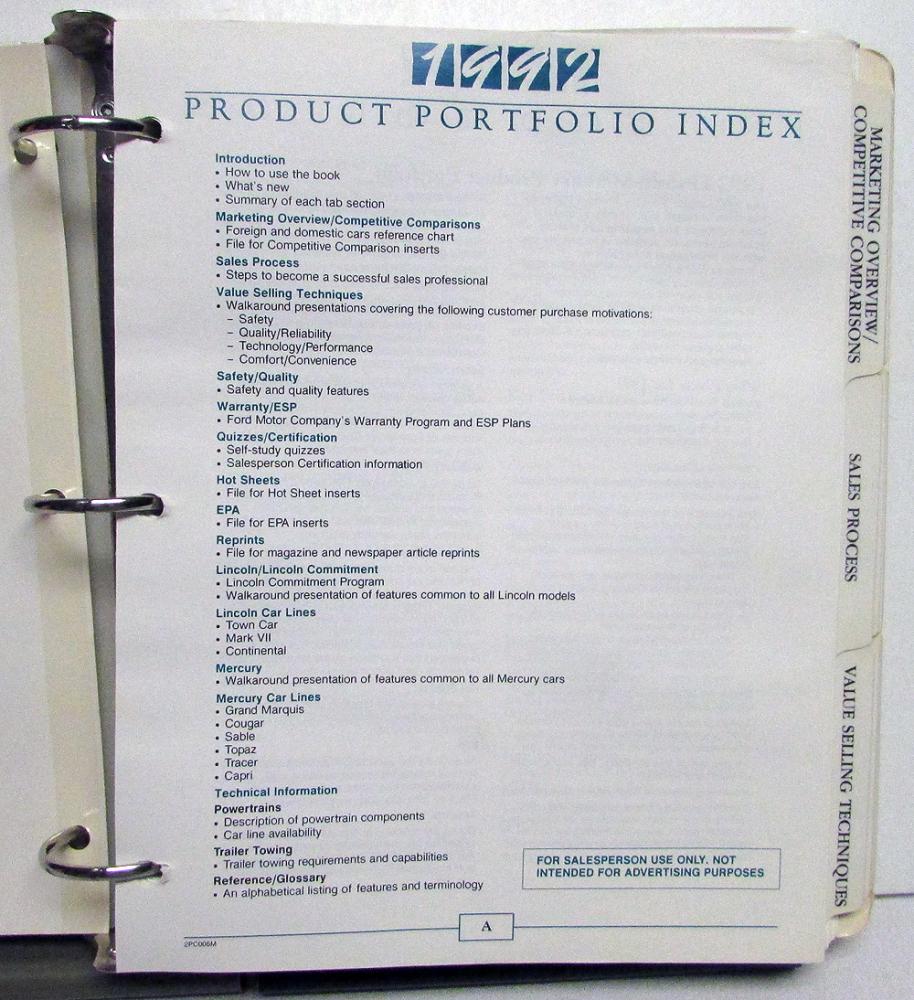 1992
PRODUCT PORTFOLIO INDEX
Introduction
• How to use the book
• What's new
• Summary of each tab section
Marketing Overview/Competitive Comparisons
• Foreign and domestic cars reference chart
• File for Competitive Comparison inserts
Sales Process
• Steps to become a successful sales professional
Value Selling Techniques
• Walkaround presentations covering the following customer purchase motivations:
– Safety
– Quality/Reliability
– Technology/Performance
– Comfort/Convenience
Safety/Quality
• Safety and quality features
Warranty/ESP
• Ford Motor Company's Warranty Program and ESP Plans
Quizzes/Certification
• Self-study quizzes
• Salesperson Certification information
Hot Sheets
• File for Hot Sheet inserts
EPA
• File for EPA inserts
Reprints
• File for magazine and newspaper article reprints
Lincoln/Lincoln Commitment
• Lincoln Commitment Program
• Walkaround presentation of features common to all Lincoln models
Lincoln Car Lines
• Town Car
• Mark VII
• Continental
Mercury
• Walkaround presentation of features common to all Mercury cars
Mercury Car Lines
• Grand Marquis
• Cougar
• Sable
• Topaz
• Tracer
• Capri
Technical Information
Powertrains
• Description of powertrain components
• Car line availability
Trailer Towing
• Trailer towing requirements and capabilities
Reference/Glossary
• An alphabetical listing of features and terminology
FOR SALESPERSON USE ONLY. NOT
INTENDED FOR ADVERTISING PURPOSES
A
2PC006M
MARKETING OVERVIEW/
COMPETITIVE COMPARISONS
SALES PROCESS
VALUE SELLING TECHNIQUES